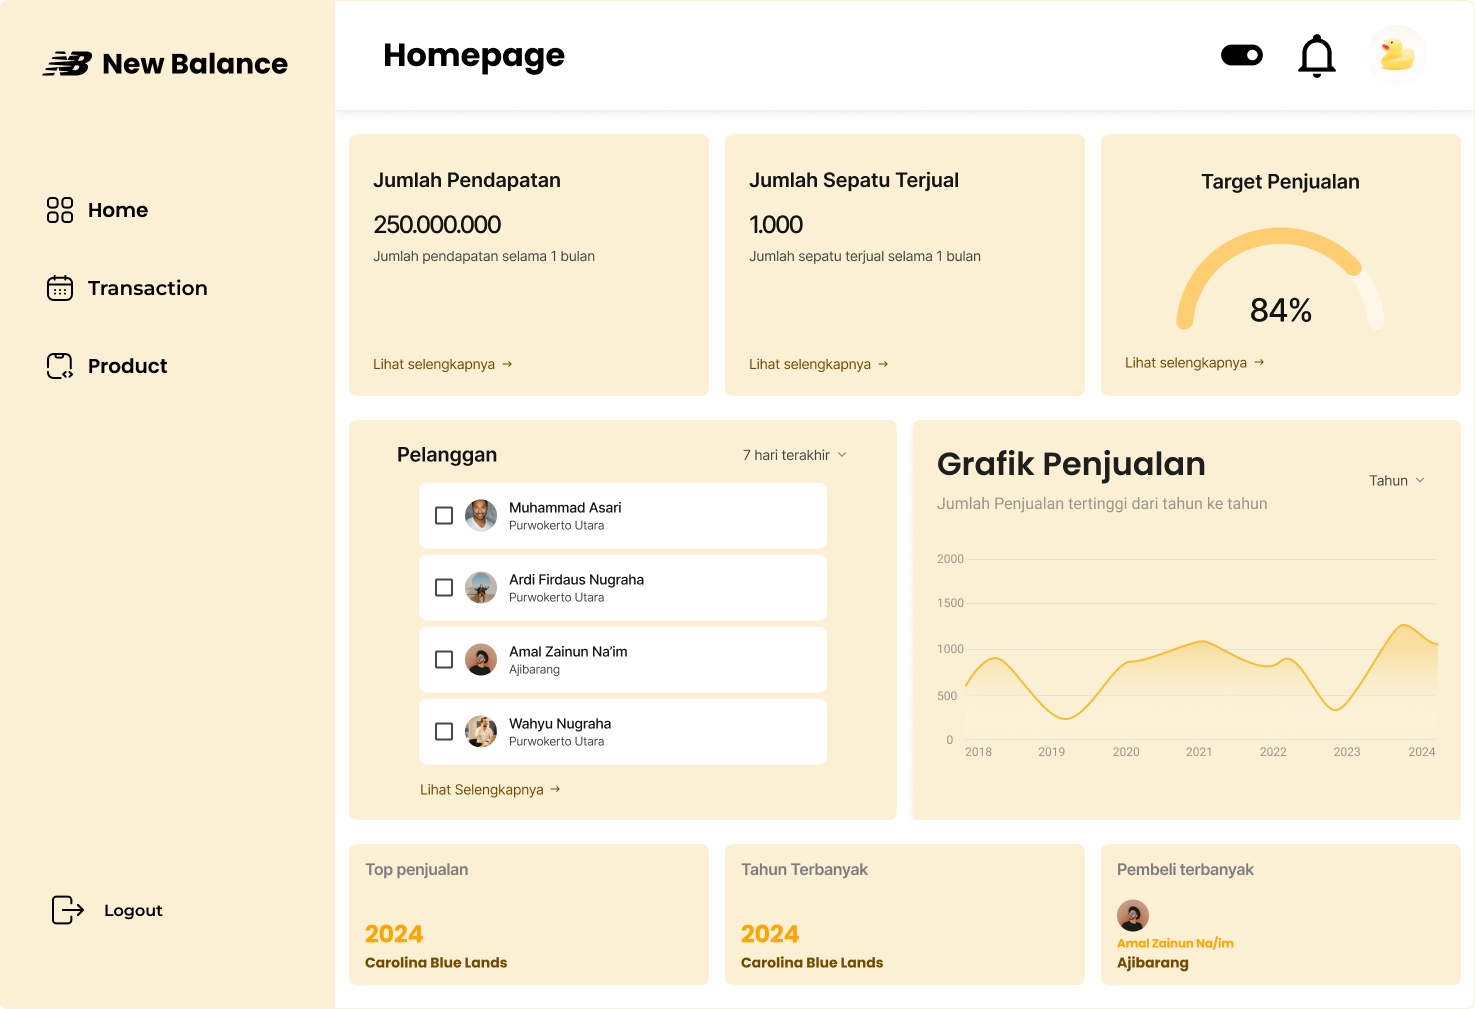 New Balance
Homepage
Home
Transaction
Product
Logout
Jumlah Pendapatan
250.000.000
Jumlah pendapatan selama 1 bulan
Lihat selengkapnya →
Jumlah Sepatu Terjual
1.000
Jumlah sepatu terjual selama 1 bulan
Lihat selengkapnya →
Target Penjualan
84%
Lihat selengkapnya →
Pelanggan
7 hari terakhir
Muhammad Asari
Purwokerto Utara
Ardi Firdaus Nugraha
Purwokerto Utara
Amal Zainun Na’im
Ajibarang
Wahyu Nugraha
Purwokerto Utara
Lihat Selengkapnya →
Grafik Penjualan
Tahun
Jumlah Penjualan tertinggi dari tahun ke tahun
2000
1500
1000
500
0
2018 2019 2020 2021 2022 2023 2024
Top penjualan
2024
Carolina Blue Lands
Tahun Terbanyak
2024
Carolina Blue Lands
Pembeli terbanyak
Amal Zainun Na/im
Ajibarang